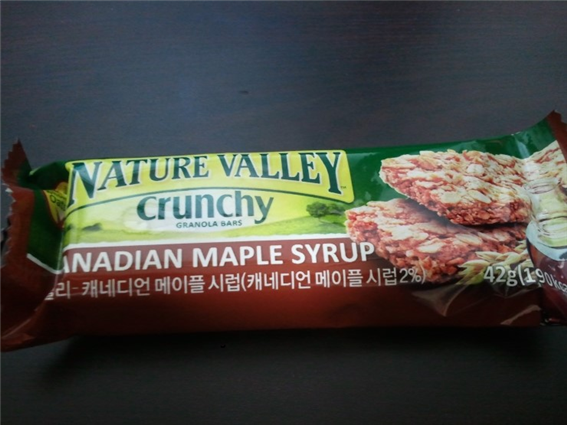 NATURE VALLEY
crunchy
GRANOLA BARS
ANADIAN MAPLE SYRUP
캐네디언 메이플 시럽(캐네디언 메이플 시럽2%) 42g(190kca